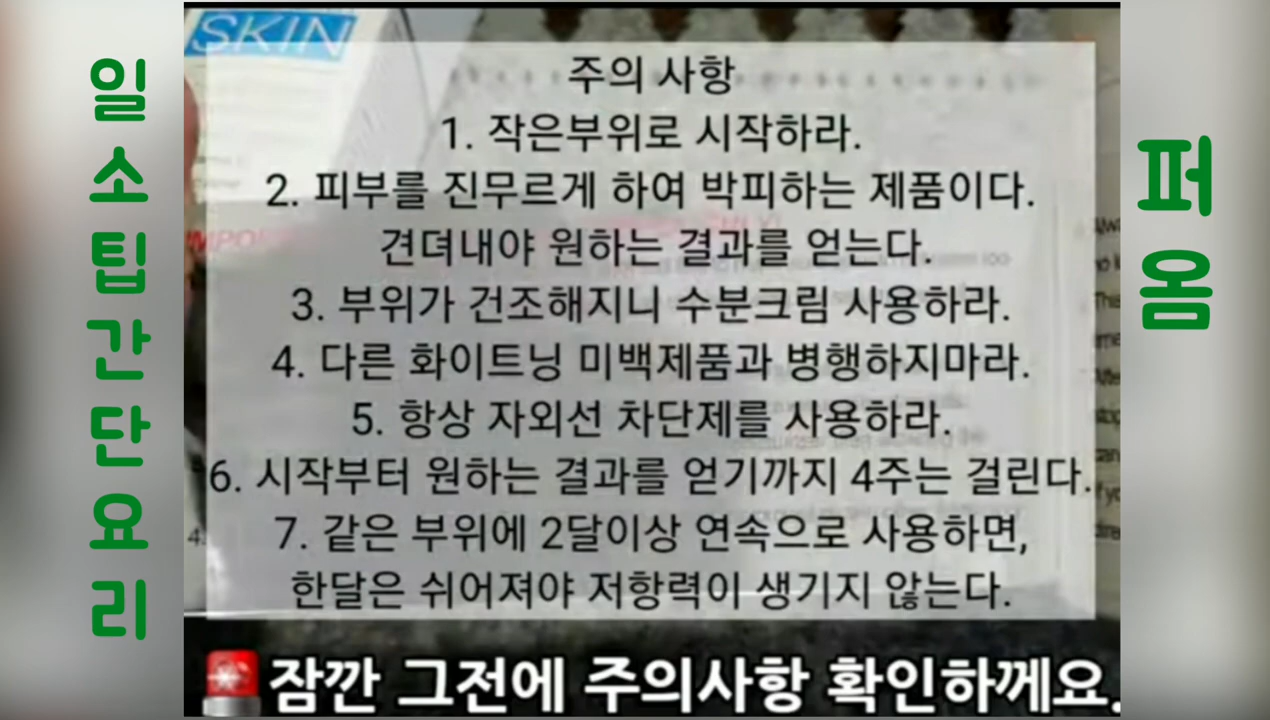 일소팁간단요리
퍼옴
SKIN
주의 사항
1. 작은부위로 시작하라.
2. 피부를 진무르게 하여 박피하는 제품이다.
견뎌내야 원하는 결과를 얻는다.
3. 부위가 건조해지니 수분크림 사용하라.
4. 다른 화이트닝 미백제품과 병행하지마라.
5. 항상 자외선 차단제를 사용하라.
6. 시작부터 원하는 결과를 얻기까지 4주는 걸린다.
7. 같은 부위에 2달이상 연속으로 사용하면,
한달은 쉬어져야 저항력이 생기지 않는다.
🚨잠깐 그전에 주의사항 확인하께요.